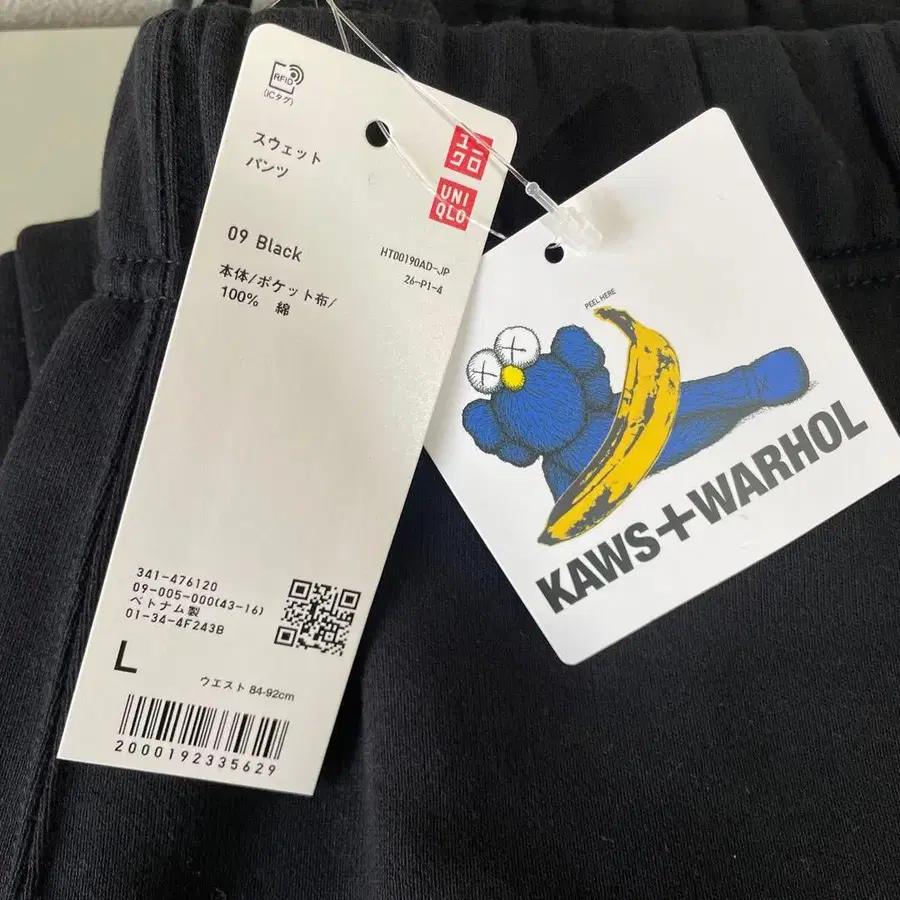 RFID
(ICタグ)
スウェット
パンツ
ユニ
クロ
UNI
QLO
09 Black
HT00190AD-JP
26-P1-4
本体/ポケット布/
100% 綿
341-476120
09-005-000(43-16)
ベトナム製
01-34-4F243B
L
ウエスト 84-92cm
2000192335629
PEEL HERE
KAWS+WARHOL